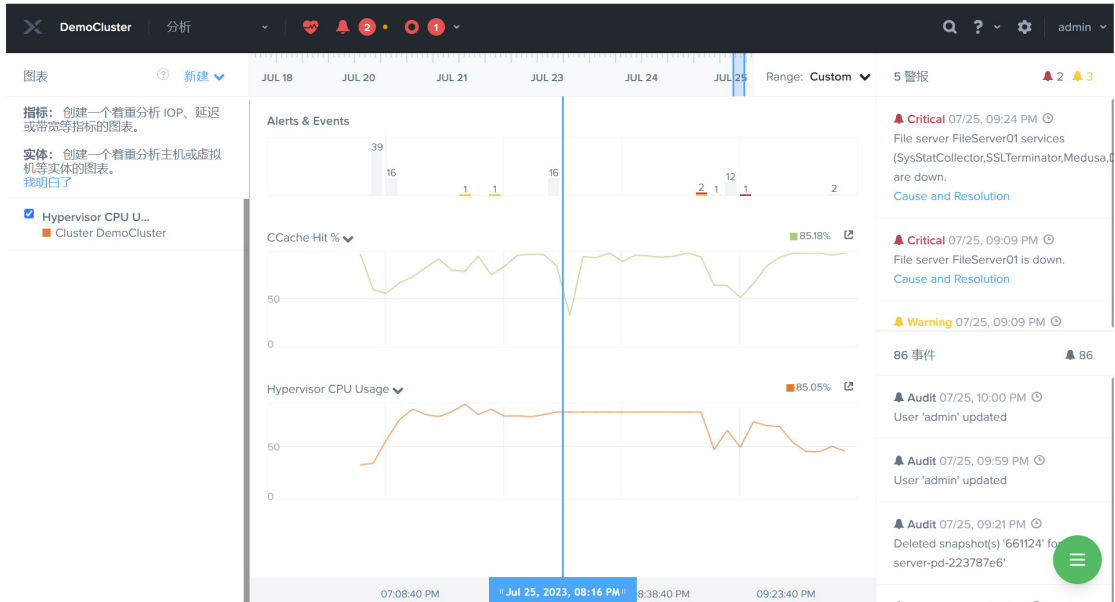 DemoCluster 分析 2 1 ? admin
图表 ? 新建
指标： 创建一个着重分析 IOP、延迟
或带宽等指标的图表。
实体： 创建一个着重分析主机或虚拟
机等实体的图表。
我明白了
Hypervisor CPU U...
Cluster DemoCluster
JUL 18 JUL 20 JUL 21 JUL 23 JUL 24 JUL 25 Range: Custom
Alerts & Events
39
16
1
1
16
2
1
12
1
2
CCache Hit %
85.18%
50
0
Hypervisor CPU Usage
85.05%
50
0
07:08:40 PM Jul 25, 2023, 08:16 PM 8:38:40 PM 09:23:40 PM
5 警报 2 3
Critical 07/25, 09:24 PM
File server FileServer01 services
(SysStatCollector,SSLTerminator,Medusa,
are down.
Cause and Resolution
Critical 07/25, 09:09 PM
File server FileServer01 is down.
Cause and Resolution
Warning 07/25, 09:09 PM
86 事件 86
Audit 07/25, 10:00 PM
User 'admin' updated
Audit 07/25, 09:59 PM
User 'admin' updated
Audit 07/25, 09:21 PM
Deleted snapshot(s) '661124' fo
server-pd-223787e6'